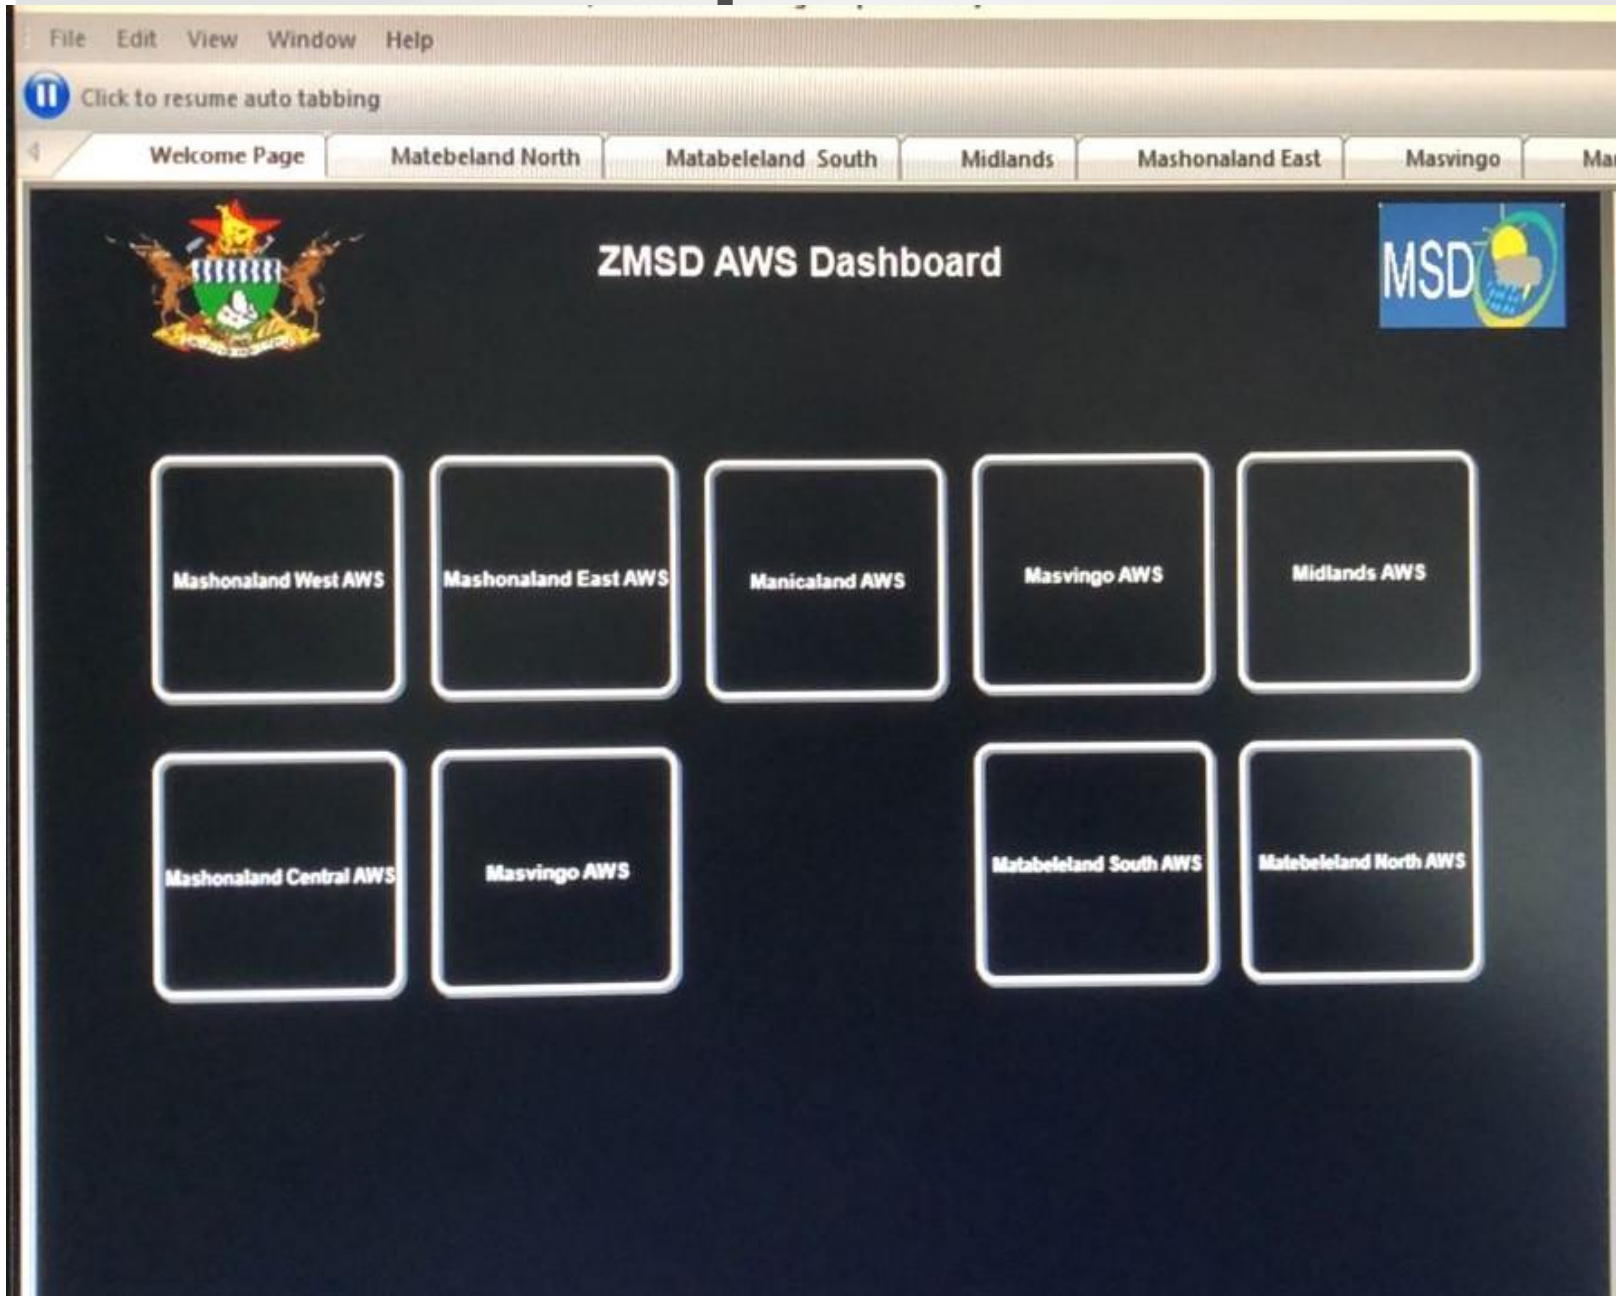 File Edit View Window Help
Click to resume auto tabbing
Welcome Page Matebeland North Matabeleland South Midlands Mashonaland East Masvingo
ZMSD AWS Dashboard
MSD
Mashonaland West AWS Mashonaland East AWS Manicaland AWS Masvingo AWS Midlands AWS
Mashonaland Central AWS Masvingo AWS Matabeleland South AWS Matebeleland North AWS